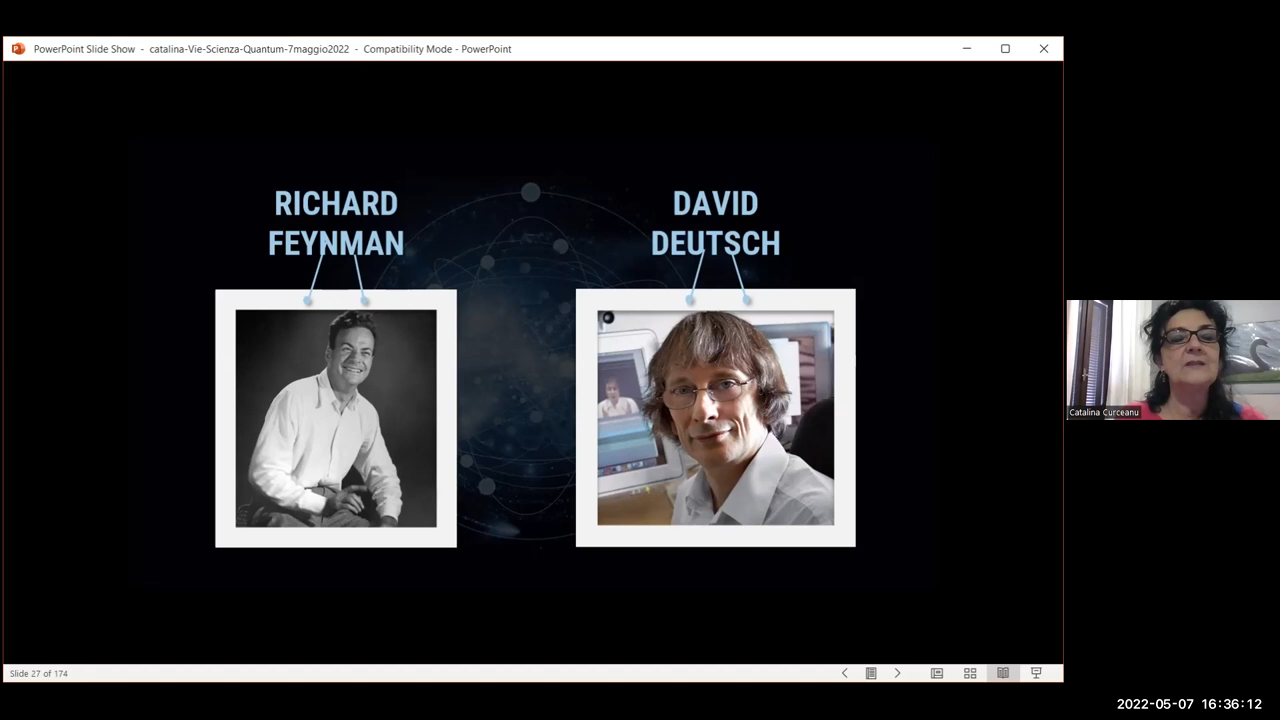 PowerPoint Slide Show - catalina-Vie-Scienza-Quantum-7maggio2022 - Compatibility Mode - PowerPoint
RICHARD
FEYNMAN
DAVID
DEUTSCH
Catalina Curceanu
Slide 27 of 174
2022-05-07 16:36:12